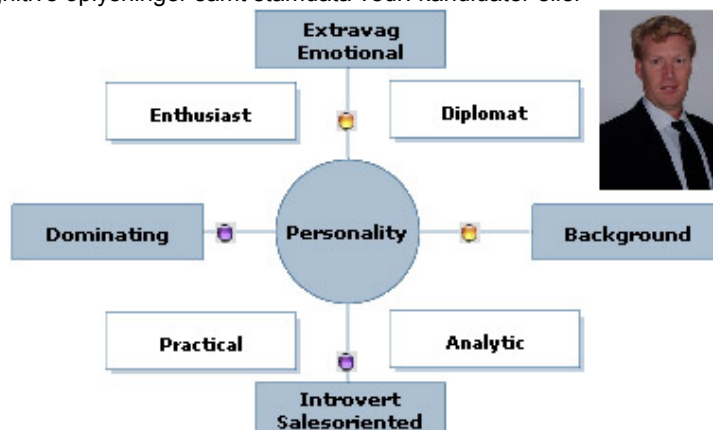 Extravag
Emotional
Enthusiast
Diplomat
Dominating
Personality
Background
Practical
Analytic
Introvert
Salesoriented